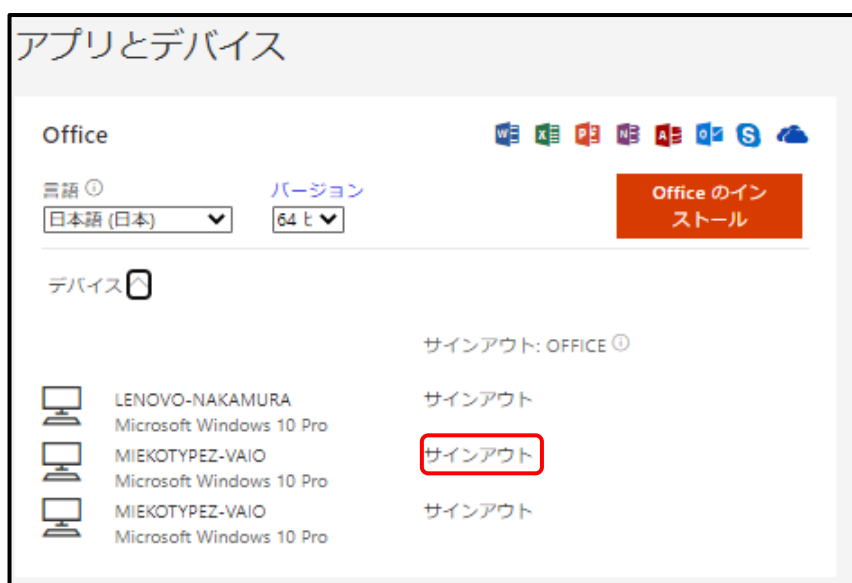 アプリとデバイス
Office
言語
バージョン
日本語 (日本)
64 ビ
Office のイン
ストール
デバイス
サインアウト: OFFICE
LENOVO-NAKAMURA
サインアウト
Microsoft Windows 10 Pro
MIEKOTYPEZ-VAIO
サインアウト
Microsoft Windows 10 Pro
MIEKOTYPEZ-VAIO
サインアウト
Microsoft Windows 10 Pro